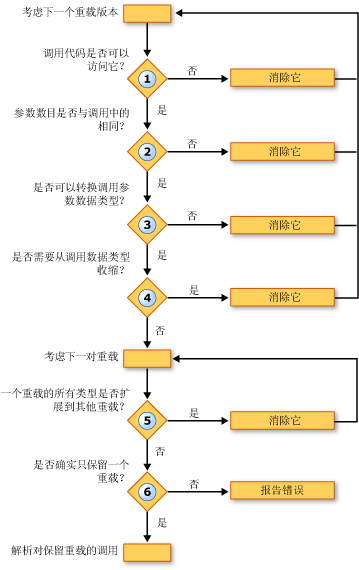 考虑下一个重载版本
调用代码是否可以
访问它？
1
否
消除它
是
参数数目是否与调用中的
相同？
2
否
消除它
是
是否可以转换调用参
数数据类型？
3
否
消除它
是
是否需要从调用数据类型
收缩？
4
是
消除它
否
考虑下一对重载
一个重载的所有类型是否扩
展到其他重载？
5
是
消除它
否
是否确实只保留一个
重载？
6
否
报告错误
是
解析对保留重载的调用